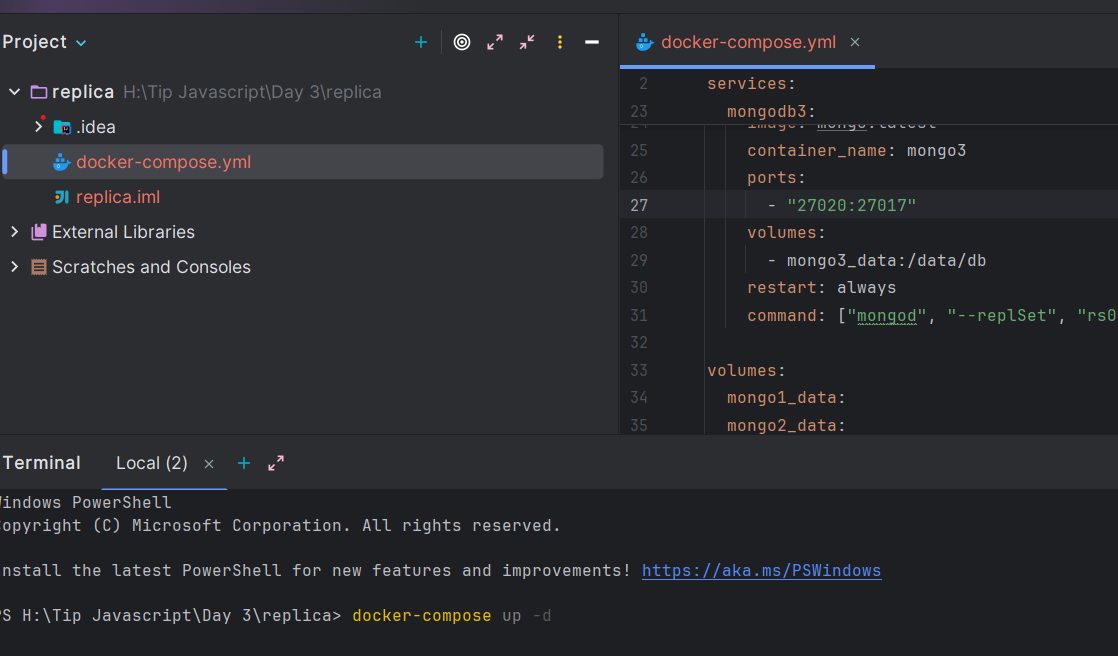 Project
replica H:\Tip Javascript\Day 3\replica
.idea
docker-compose.yml
replica.iml
External Libraries
Scratches and Consoles
docker-compose.yml ×
2 services:
23 mongodb3:
24 image: mongo:latest
25 container_name: mongo3
26 ports:
27 - "27020:27017"
28 volumes:
29 - mongo3_data:/data/db
30 restart: always
31 command: ["mongod", "--replSet", "rs0
32
33 volumes:
34 mongo1_data:
35 mongo2_data:
Terminal Local (2) ×
Windows PowerShell
opyright (C) Microsoft Corporation. All rights reserved.
nstall the latest PowerShell for new features and improvements! https://aka.ms/PSWindows
PS H:\Tip Javascript\Day 3\replica> docker-compose up -d